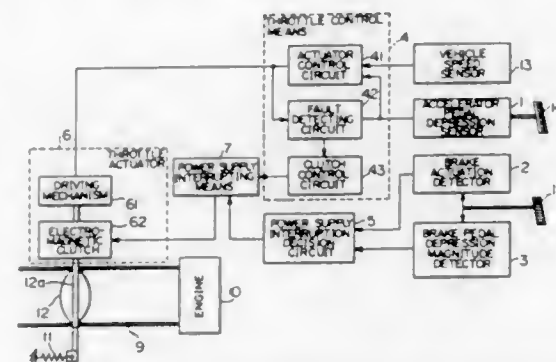 THROTTLE CONTROL
MEANS
4
ACTUATOR
CONTROL
CIRCUIT
41
VEHICLE
SPEED
SENSOR
13
42
FAULT
DETECTING
CIRCUIT
ACCELERATOR
DEPRESSION
SENSOR
1
6
THROTTLE
ACTUATOR
7
POWER SUPPLY
INTERRUPTING
MEANS
CLUTCH
CONTROL
CIRCUIT
43
BRAKE
ACTUATION
DETECTOR
2
DRIVING
MECHANISM
61
ELECTRO-
MAGNETIC
CLUTCH
62
POWER SUPPLY
INTERRUPTION
DECISION
CIRCUIT
5
BRAKE PEDAL
DEPRESSION
MAGNITUDE
DETECTOR
3
12a
12
ENGINE
10
11
9